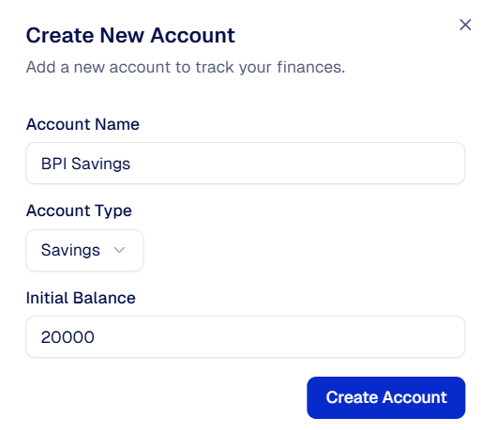 Create New Account
Add a new account to track your finances.
Account Name
BPI Savings
Account Type
Savings
Initial Balance
20000
Create Account